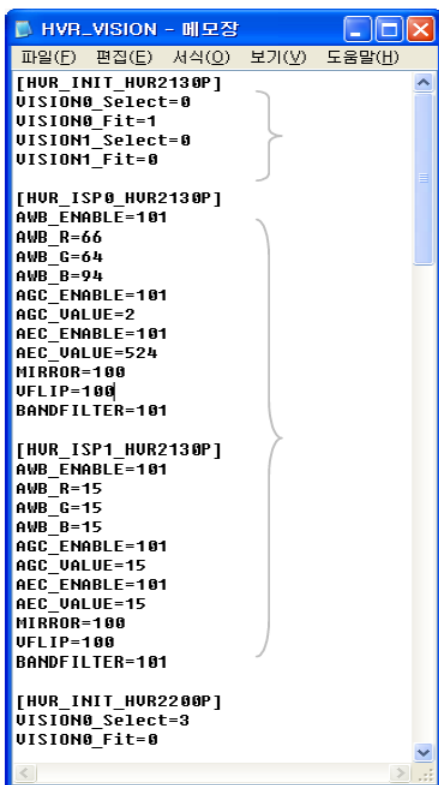 HVR_VISION - 메모장
파일(F) 편집(E) 서식(O) 보기(V) 도움말(H)
[HVR_INIT_HVR2130P]
VISION0_Select=0
VISION0_Fit=1
VISION1_Select=0
VISION1_Fit=0
[HVR_ISP0_HVR2130P]
AWB_ENABLE=101
AWB_R=66
AWB_G=64
AWB_B=94
AGC_ENABLE=101
AGC_VALUE=2
AEC_ENABLE=101
AEC_VALUE=524
MIRROR=100
VFLIP=100
BANDFILTER=101
[HVR_ISP1_HVR2130P]
AWB_ENABLE=101
AWB_R=15
AWB_G=15
AWB_B=15
AGC_ENABLE=101
AGC_VALUE=15
AEC_ENABLE=101
AEC_VALUE=15
MIRROR=100
VFLIP=100
BANDFILTER=101
[HVR_INIT_HVR2200P]
VISION0_Select=3
VISION0_Fit=0